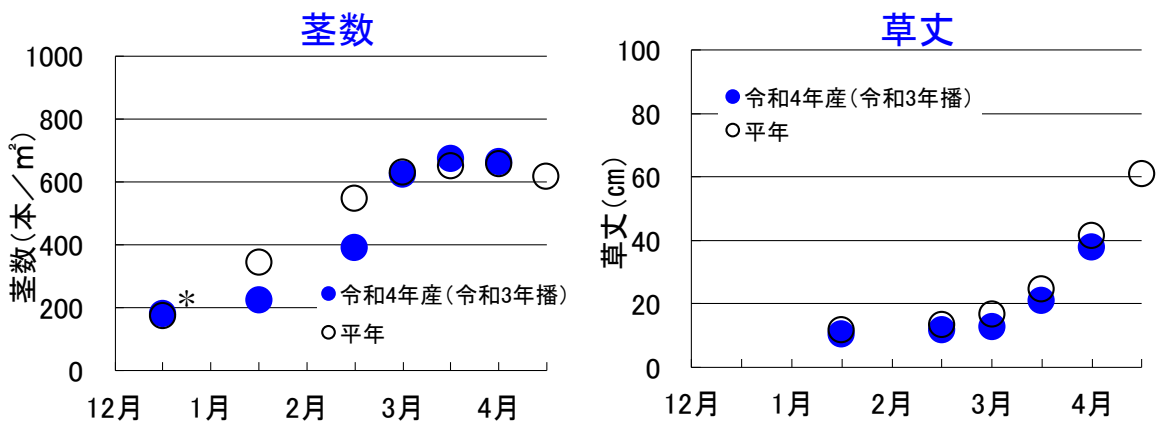 茎数
1000
800
600
400
200
0
茎数(本/㎡)
*
●令和4年産(令和3年播)
○平年
12月 1月 2月 3月 4月
草丈
100
80
60
40
20
0
草丈(cm)
●令和4年産(令和3年播)
○平年
12月 1月 2月 3月 4月